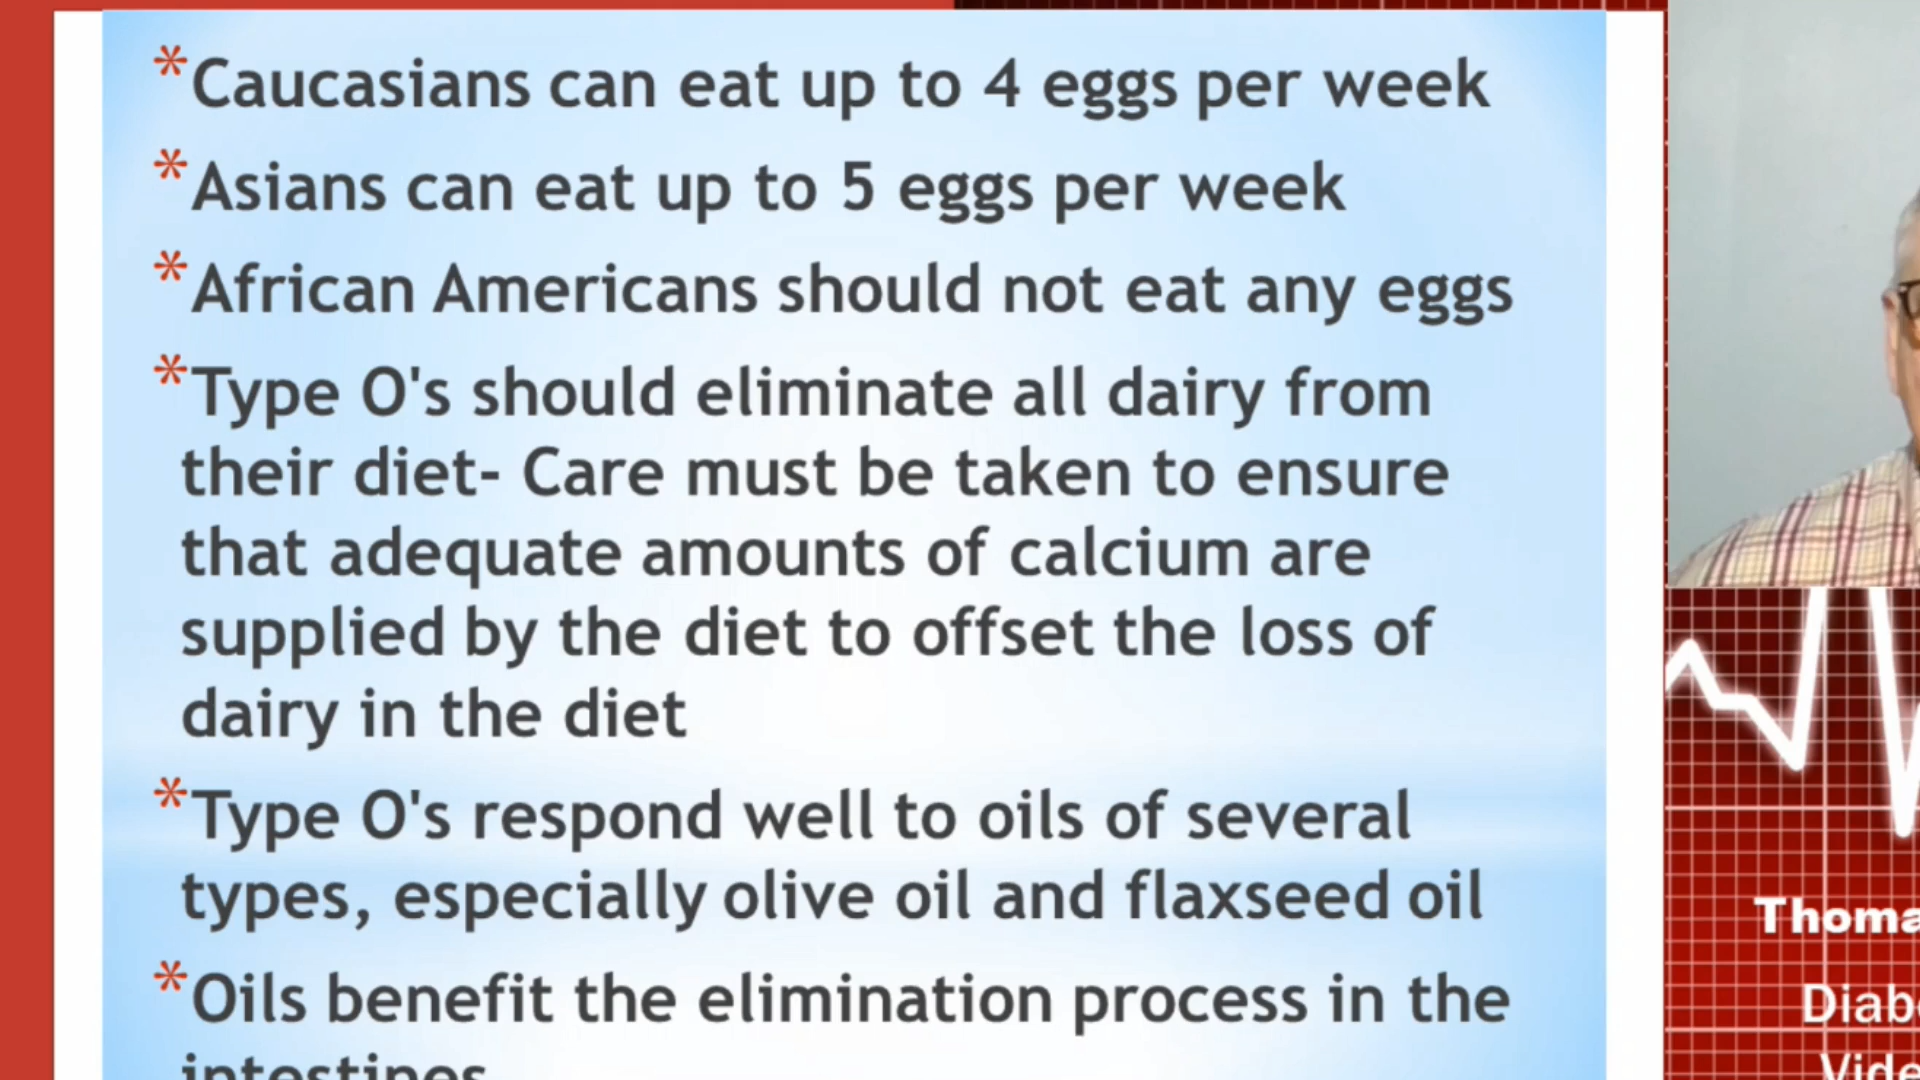 *Caucasians can eat up to 4 eggs per week
*Asians can eat up to 5 eggs per week
*African Americans should not eat any eggs
*Type O's should eliminate all dairy from
their diet- Care must be taken to ensure
that adequate amounts of calcium are
supplied by the diet to offset the loss of
dairy in the diet
*Type O's respond well to oils of several
types, especially olive oil and flaxseed oil
*Oils benefit the elimination process in the
intestines